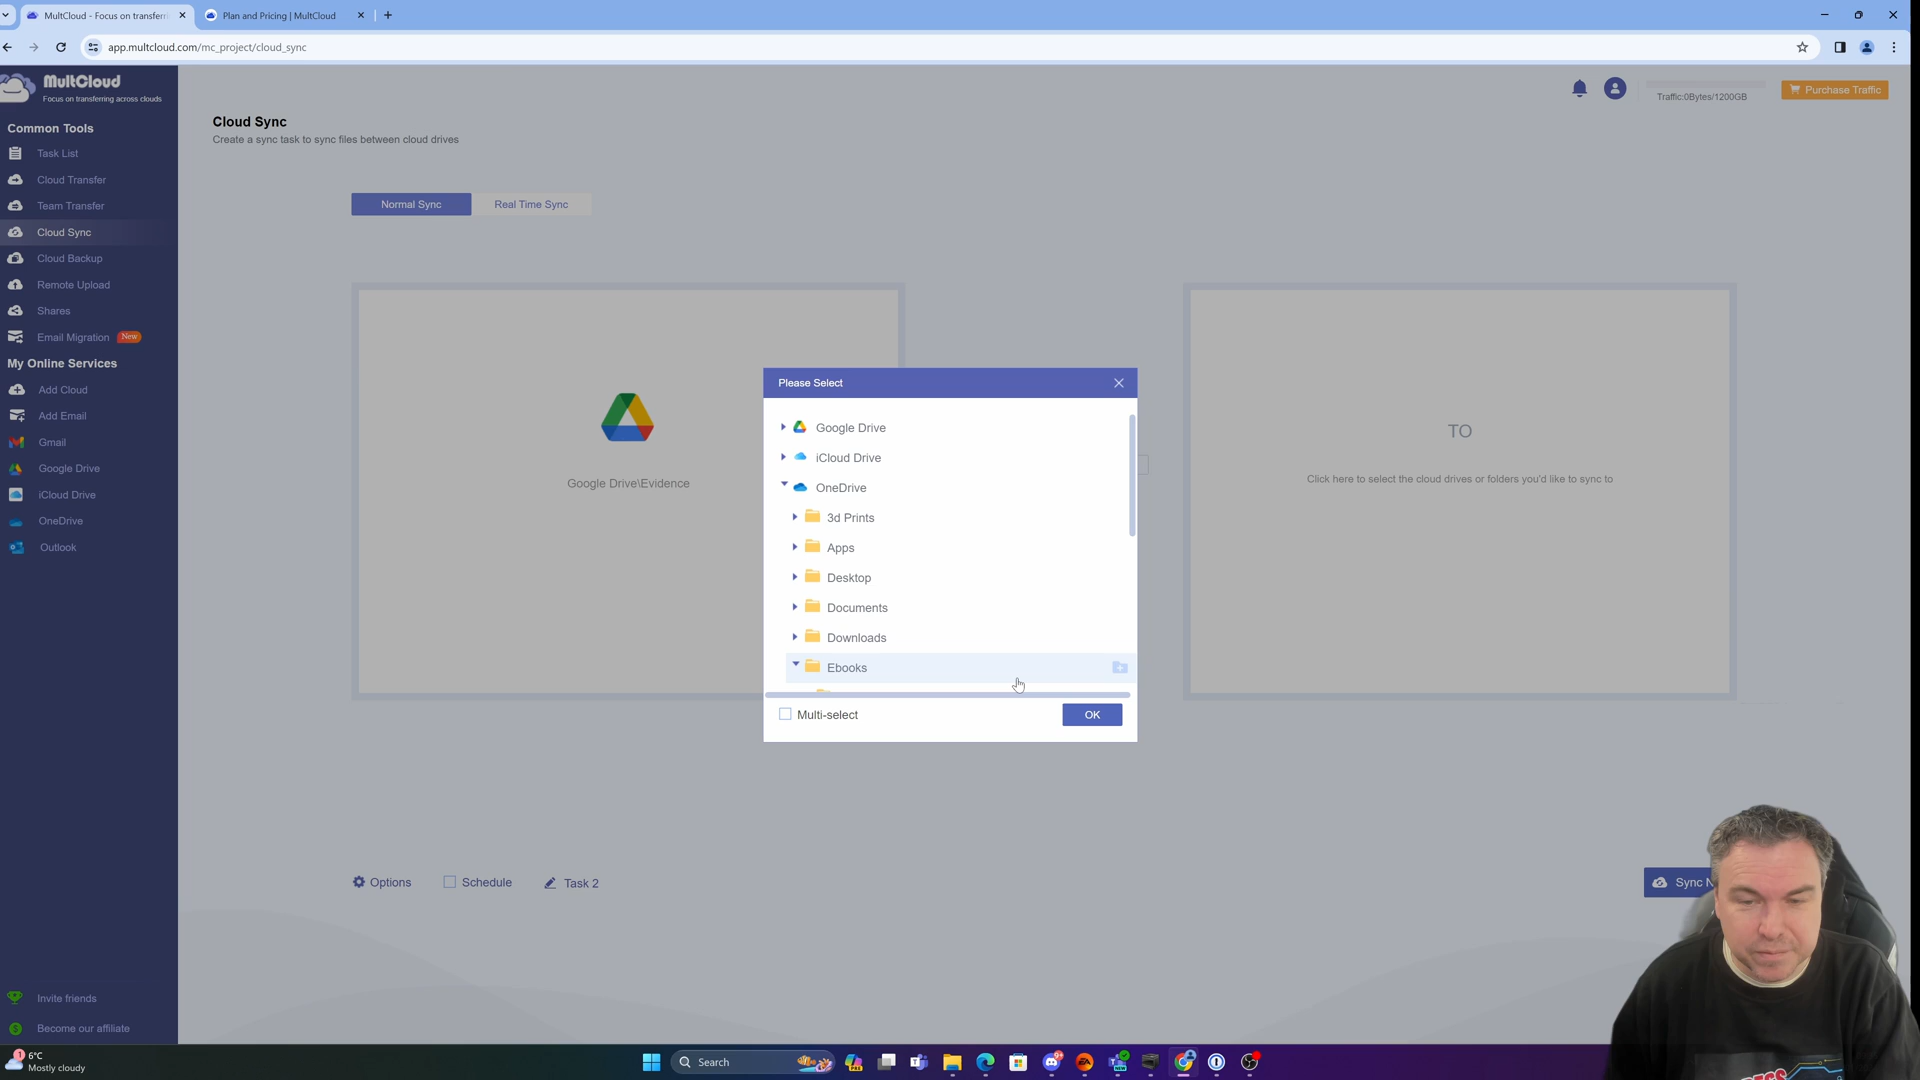 MultCloud - Focus on transferri
Plan and Pricing | MultCloud
app.multcloud.com/mc_project/cloud_sync
MultCloud
Focus on transferring across clouds
Traffic:0Bytes/1200GB
Purchase Traffic
Common Tools
Task List
Cloud Transfer
Team Transfer
Cloud Sync
Cloud Backup
Remote Upload
Shares
Email Migration
New
My Online Services
Add Cloud
Add Email
Gmail
Google Drive
iCloud Drive
OneDrive
Outlook
Invite friends
Become our affiliate
Cloud Sync
Create a sync task to sync files between cloud drives
Normal Sync
Real Time Sync
Google Drive\Evidence
Please Select
Google Drive
iCloud Drive
OneDrive
3d Prints
Apps
Desktop
Documents
Downloads
Ebooks
Multi-select
OK
TO
Click here to select the cloud drives or folders you'd like to sync to
Options
Schedule
Task 2
Sync N
1
6°C
Mostly cloudy
Search